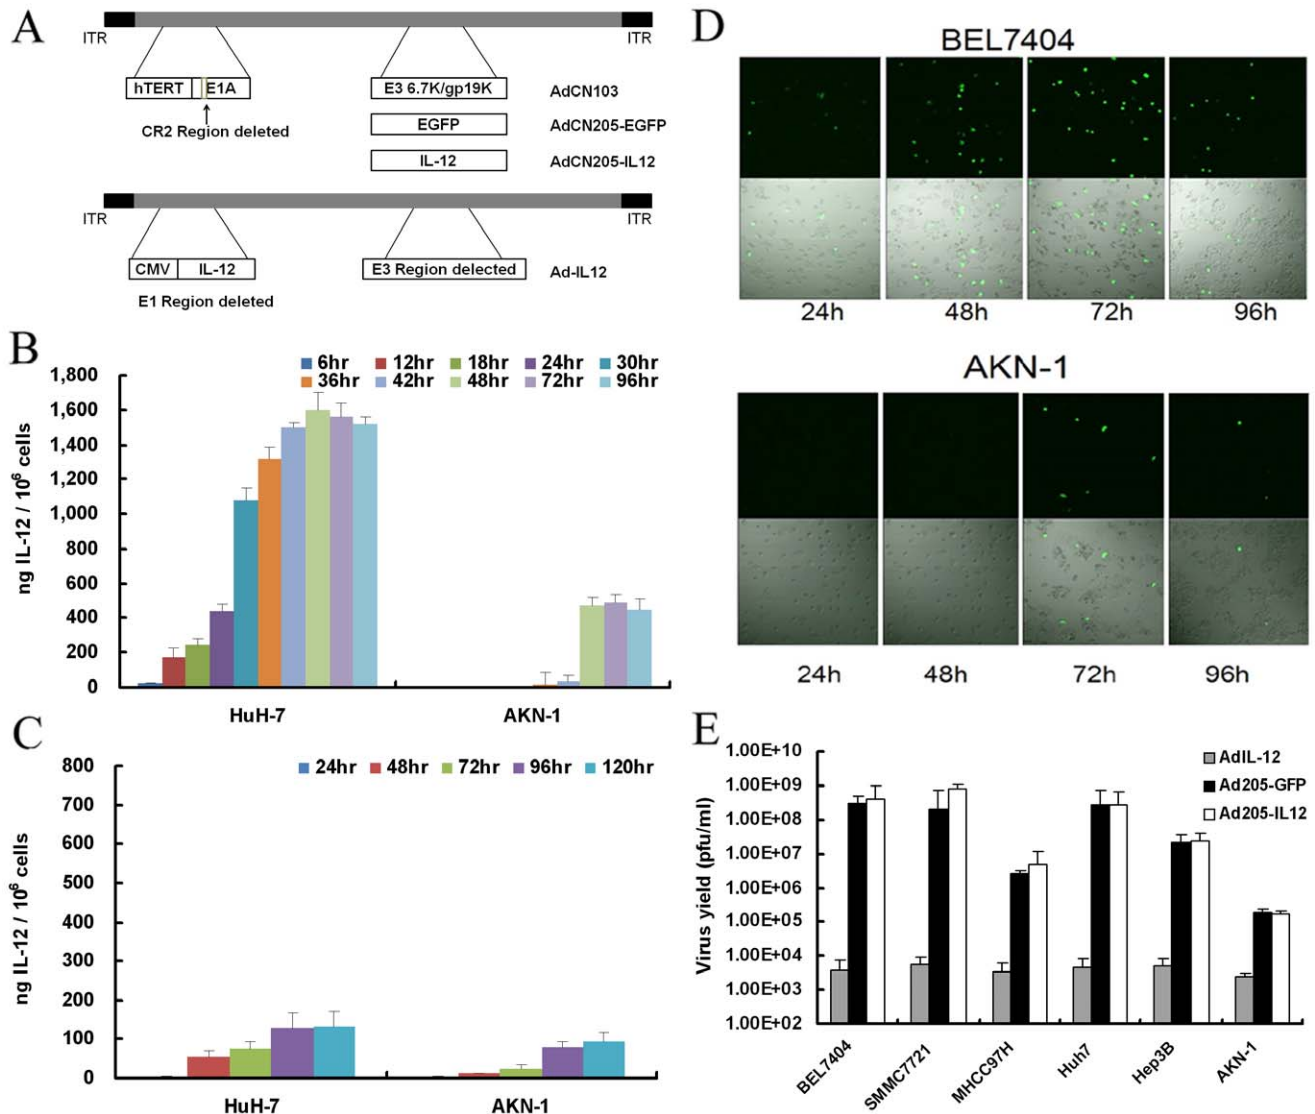 A
ITR
ITR
hTERT
E1A
CR2 Region deleted
E3 6.7K/gp19K
AdCN103
EGFP
AdCN205-EGFP
IL-12
AdCN205-IL12
ITR
ITR
CMV
IL-12
E3 Region delected
Ad-IL12
E1 Region deleted
B
6hr 12hr 18hr 24hr 30hr
36hr 42hr 48hr 72hr 96hr
1,800
1,600
1,400
1,200
1,000
800
600
400
200
0
ng IL-12 / 10⁶ cells
HuH-7 AKN-1
C
24hr 48hr 72hr 96hr 120hr
800
700
600
500
400
300
200
100
0
ng IL-12 / 10⁶ cells
HuH-7 AKN-1
D
BEL7404
24h 48h 72h 96h
AKN-1
24h 48h 72h 96h
E
1.00E+10
1.00E+09
1.00E+08
1.00E+07
1.00E+06
1.00E+05
1.00E+04
1.00E+03
1.00E+02
Virus yield (pfu/ml)
AdIL-12
Ad205-GFP
Ad205-IL12
BEL7404
SMMC7721
MHCC97H
Huh7
Hep3B
AKN-1